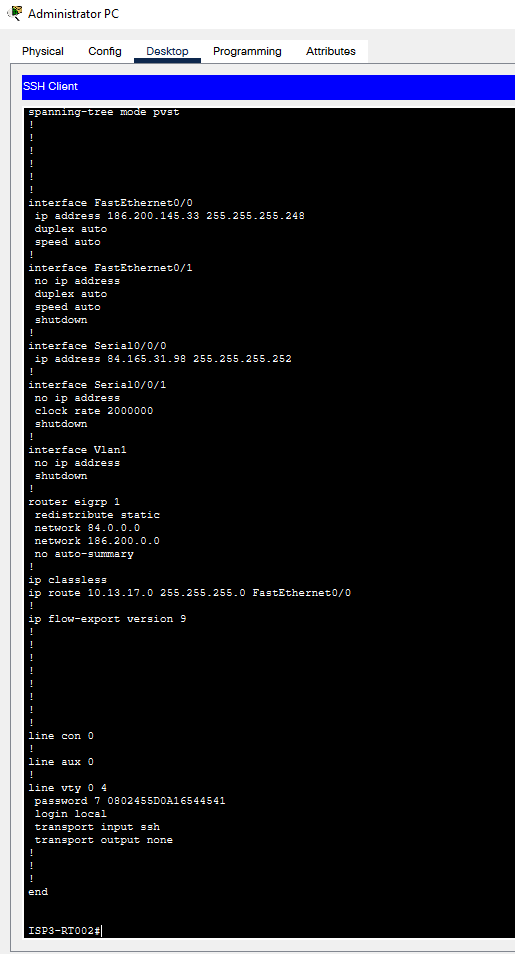 Administrator PC
Physical Config Desktop Programming Attributes
SSH Client
spanning-tree mode pvst
!
!
!
!
!
!
interface FastEthernet0/0
ip address 186.200.145.33 255.255.255.248
duplex auto
speed auto
!
interface FastEthernet0/1
no ip address
duplex auto
speed auto
shutdown
!
interface Serial0/0/0
ip address 84.165.31.98 255.255.255.252
!
interface Serial0/0/1
no ip address
clock rate 2000000
shutdown
!
interface Vlan1
no ip address
shutdown
!
router eigrp 1
redistribute static
network 84.0.0.0
network 186.200.0.0
no auto-summary
!
ip classless
ip route 10.13.17.0 255.255.255.0 FastEthernet0/0
!
ip flow-export version 9
!
!
!
!
!
!
!
!
line con 0
!
line aux 0
!
line vty 0 4
password 7 0802455D0A16544541
login local
transport input ssh
transport output none
!
!
!
end
ISP3-RT002#